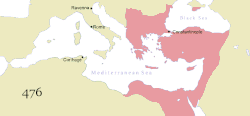 Ravenna
Black Sea
Rome
Constantinople
Carthage
Mediterranean Sea
476